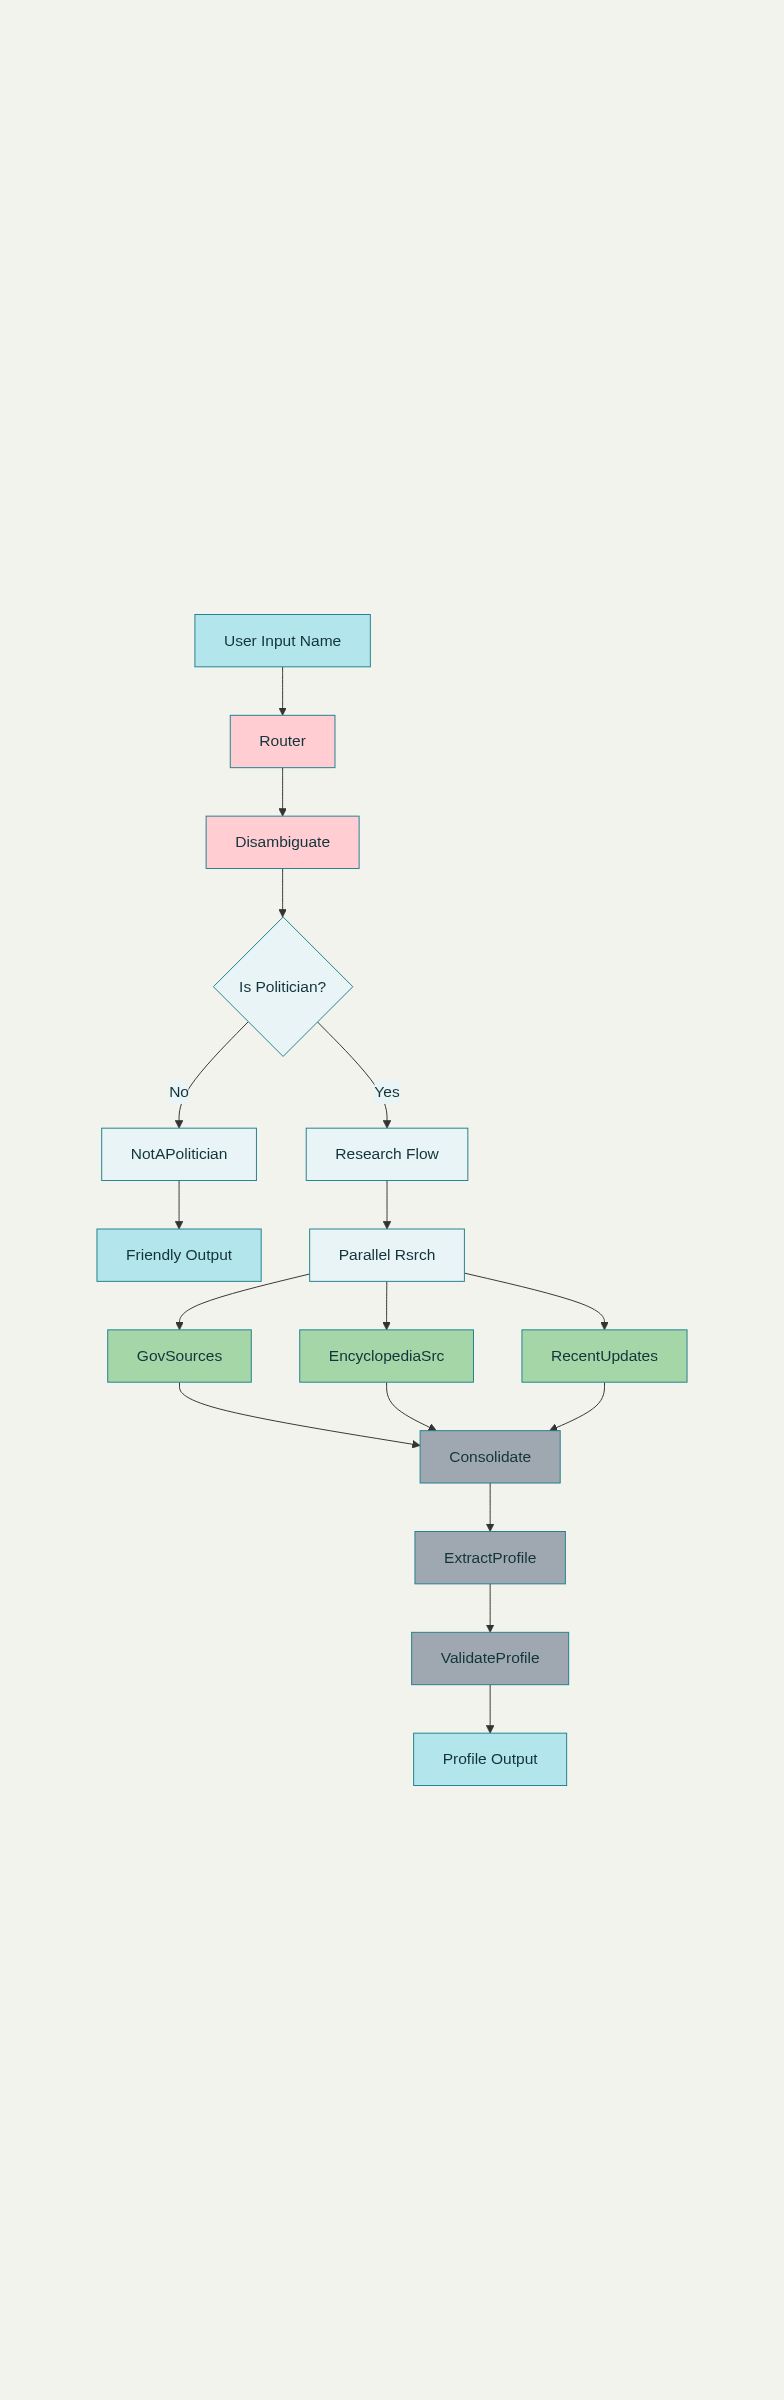 User Input Name
Router
Disambiguate
Is Politician?
No
Yes
NotAPolitician
Research Flow
Friendly Output
Parallel Rsrch
GovSources
EncyclopediaSrc
RecentUpdates
Consolidate
ExtractProfile
ValidateProfile
Profile Output